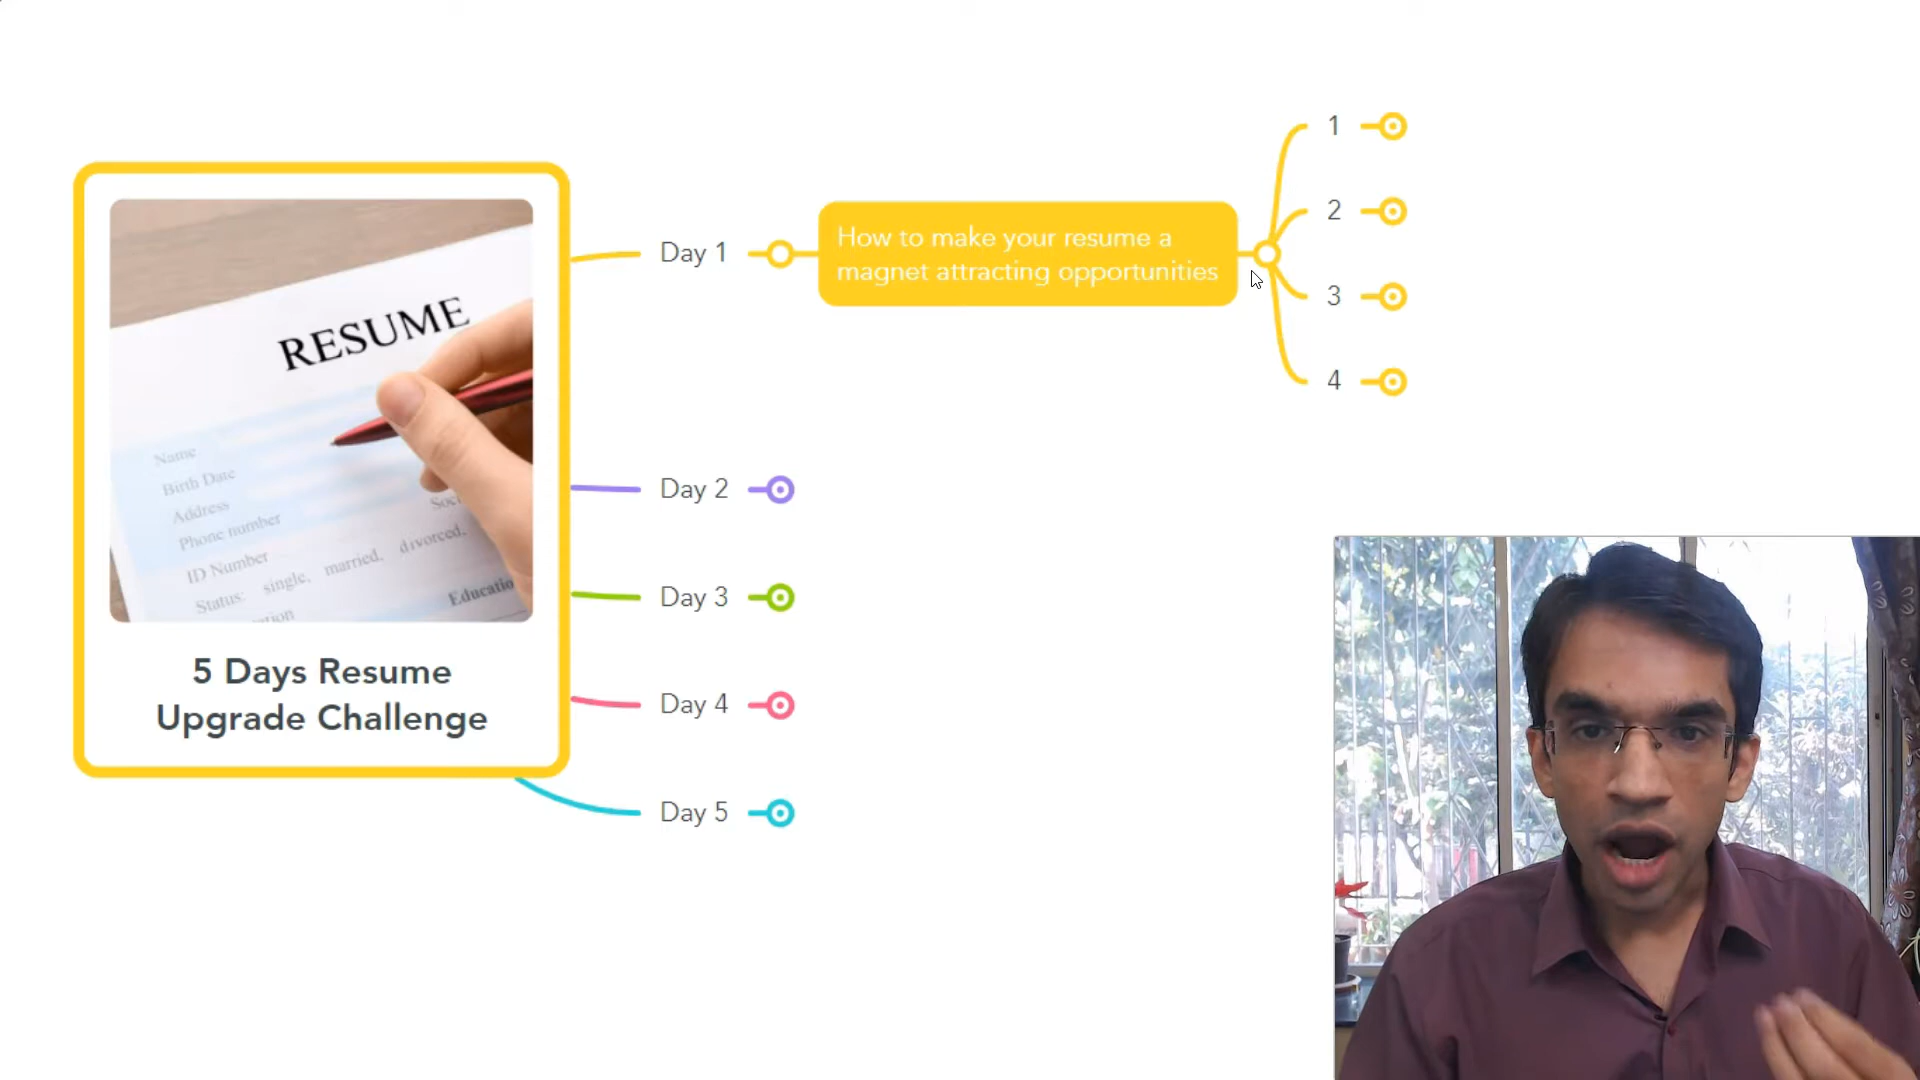 RESUME
Name
Birth Date
Address
Phone number
ID Number
Status: single, married, divorced,
Educatio
5 Days Resume
Upgrade Challenge
Day 1
How to make your resume a
magnet attracting opportunities
1
2
3
4
Day 2
Day 3
Day 4
Day 5